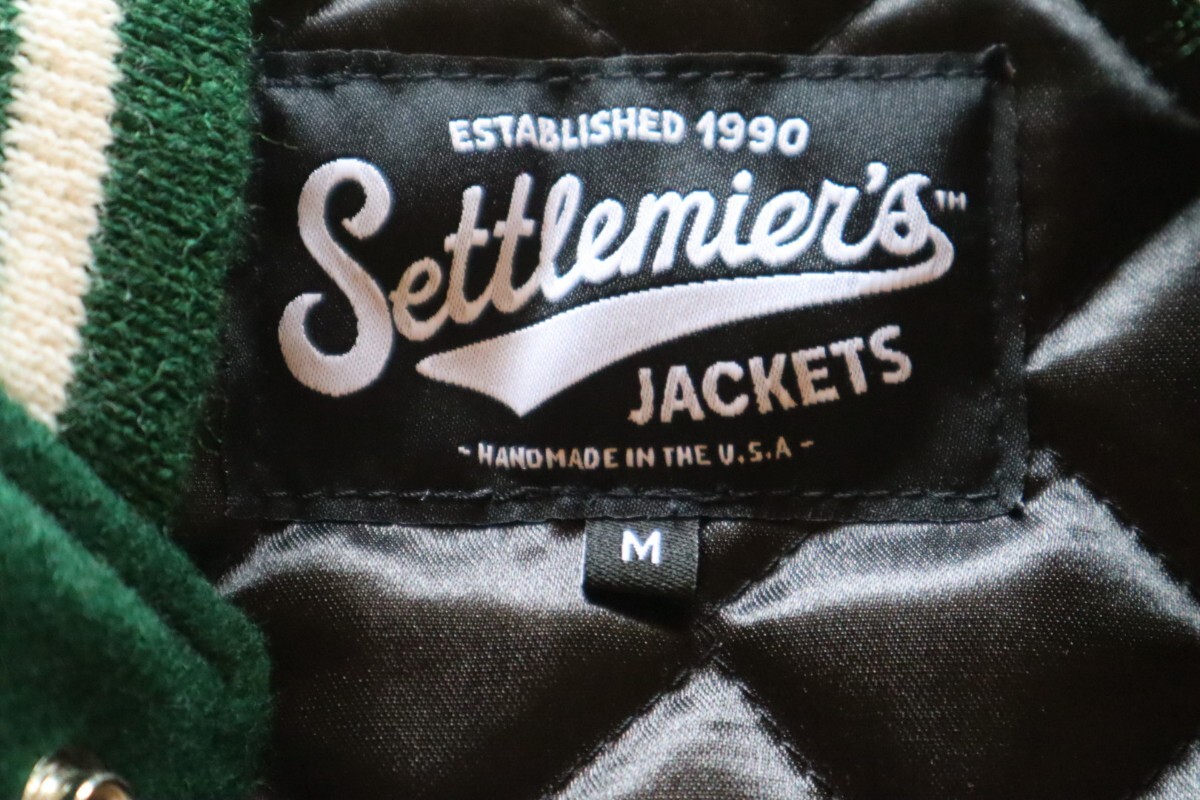 ESTABLISHED 1990
Settlemier's™
JACKETS
- HANDMADE IN THE U.S.A -
M